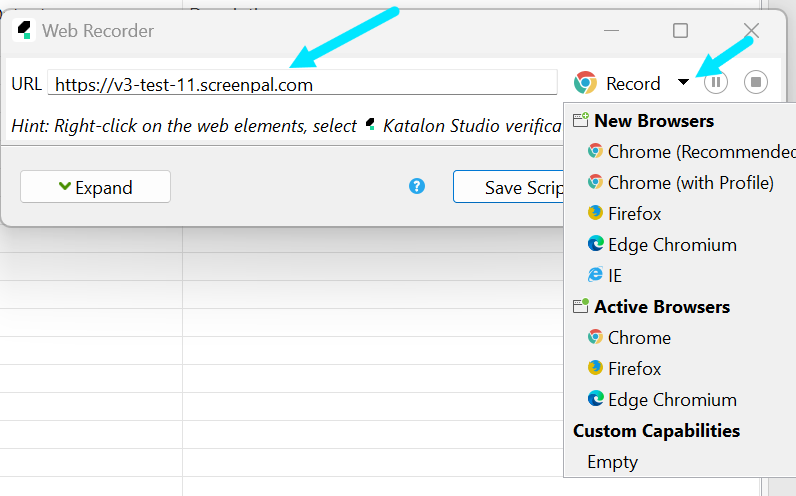 Web Recorder
URL https://v3-test-11.screenpal.com
Record
Hint: Right-click on the web elements, select Katalon Studio verifica
Expand
Save Scrip
New Browsers
Chrome (Recommended
Chrome (with Profile)
Firefox
Edge Chromium
IE
Active Browsers
Chrome
Firefox
Edge Chromium
Custom Capabilities
Empty